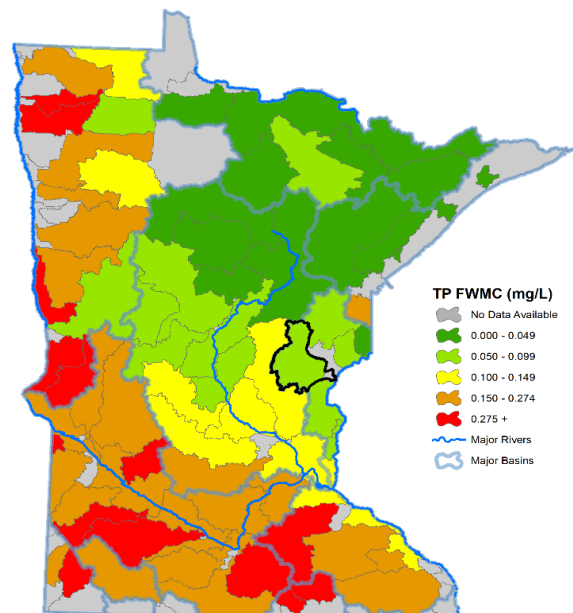 TP FWMC (mg/L)
No Data Available
0.000 - 0.049
0.050 - 0.099
0.100 - 0.149
0.150 - 0.274
0.275 +
Major Rivers
Major Basins